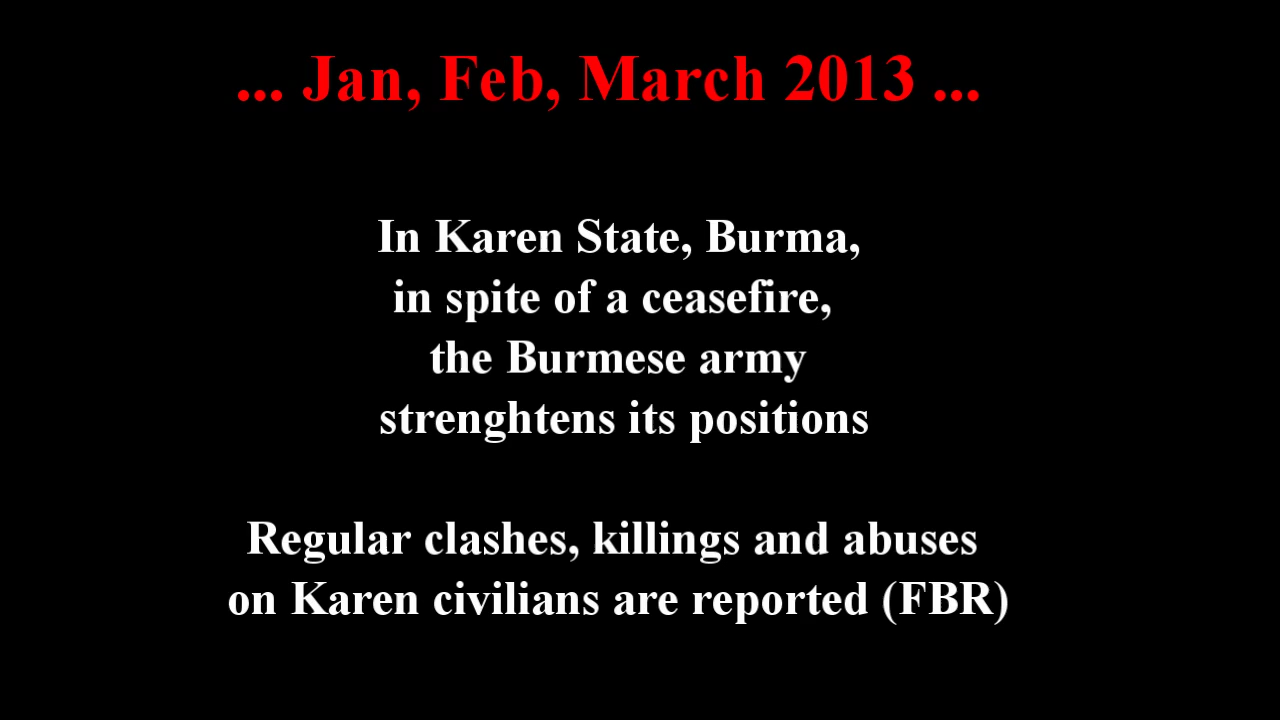 ... Jan, Feb, March 2013 ...
In Karen State, Burma,
in spite of a ceasefire,
the Burmese army
strenghtens its positions
Regular clashes, killings and abuses
on Karen civilians are reported (FBR)